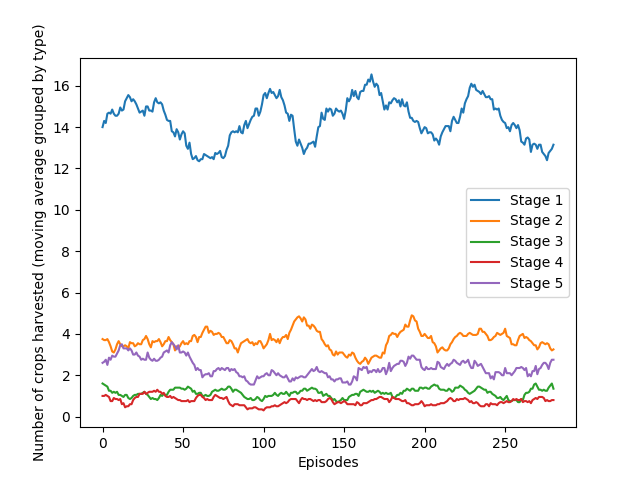 Number of crops harvested (moving average grouped by type)
16
14
12
10
8
6
4
2
0
Stage 1
Stage 2
Stage 3
Stage 4
Stage 5
0 50 100 150 200 250
Episodes